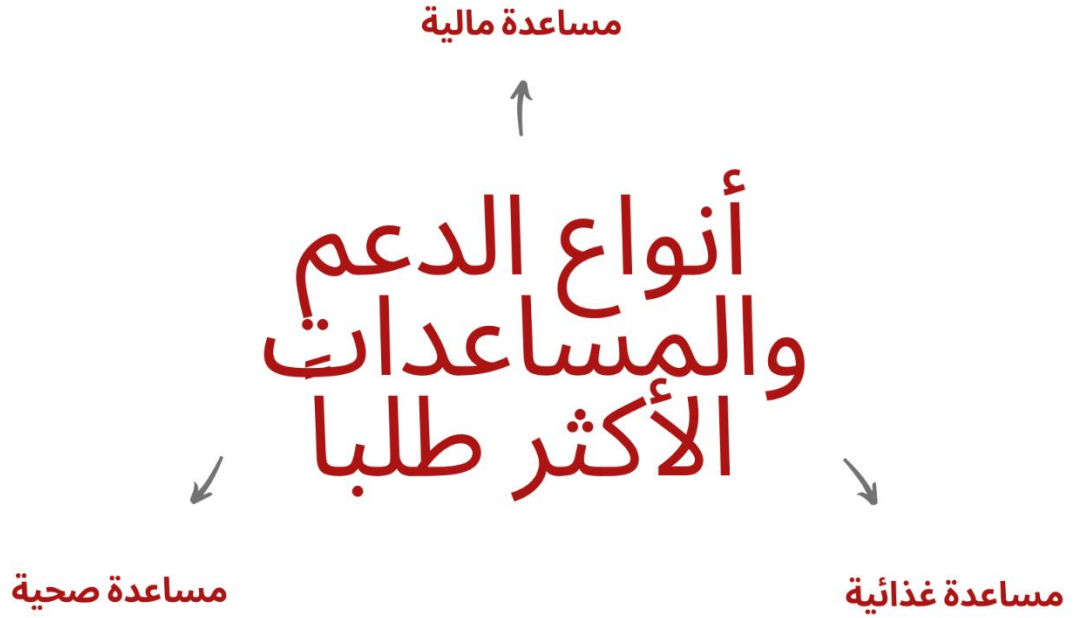 مساعدة مالية
أنواع الدعم
والمساعدات
الأكثر طلباً
مساعدة غذائية
مساعدة صحية